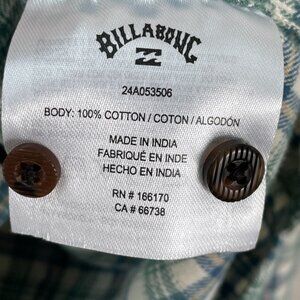 BILLABONG
24A053506
BODY: 100% COTTON / COTON / ALGODÓN
MADE IN INDIA
FABRIQUÉ EN INDE
HECHO EN INDIA
RN # 166170
CA # 66738